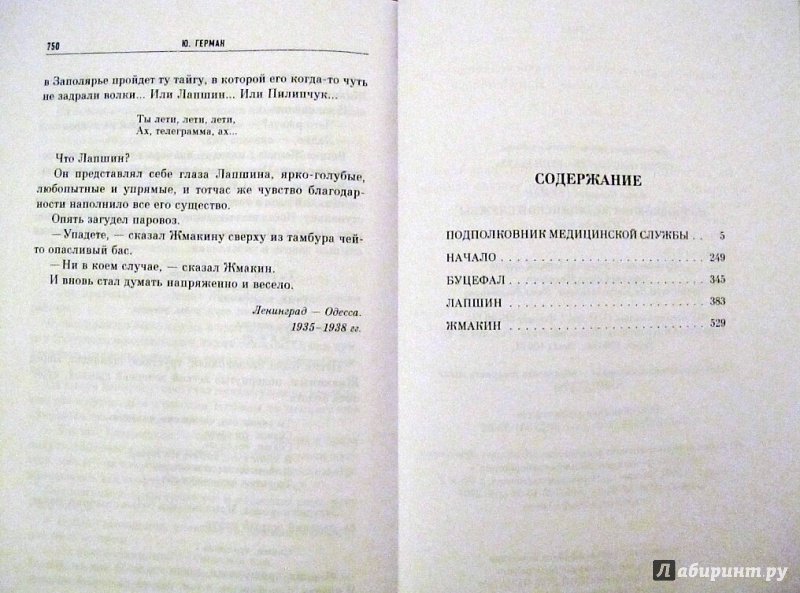 750
Ю. ГЕРМАН
в Заполярье пройдет ту тайгу, в которой его когда-то чуть
не задрали волки... Или Лапшин... Или Пилипчук...
Ты лети, лети, лети,
Ах, телеграмма, ах...
Что Лапшин?
Он представлял себе глаза Лапшина, ярко-голубые,
любопытные и упрямые, и тотчас же чувство благодар-
ности наполнило все его существо.
Опять загудел паровоз.
— Упадете, — сказал Жмакину сверху из тамбура чей-
то опасливый бас.
— Ни в коем случае, — сказал Жмакин.
И вновь стал думать напряженно и весело.
Ленинград — Одесса.
1935–1938 гг.
СОДЕРЖАНИЕ
ПОДПОЛКОВНИК МЕДИЦИНСКОЙ СЛУЖБЫ . . 5
НАЧАЛО . . . . . . . . . . . . . . . . . . . . 249
БУЦЕФАЛ . . . . . . . . . . . . . . . . . . . . 345
ЛАПШИН . . . . . . . . . . . . . . . . . . . . 383
ЖМАКИН . . . . . . . . . . . . . . . . . . . . 529
Лабиринт.ру